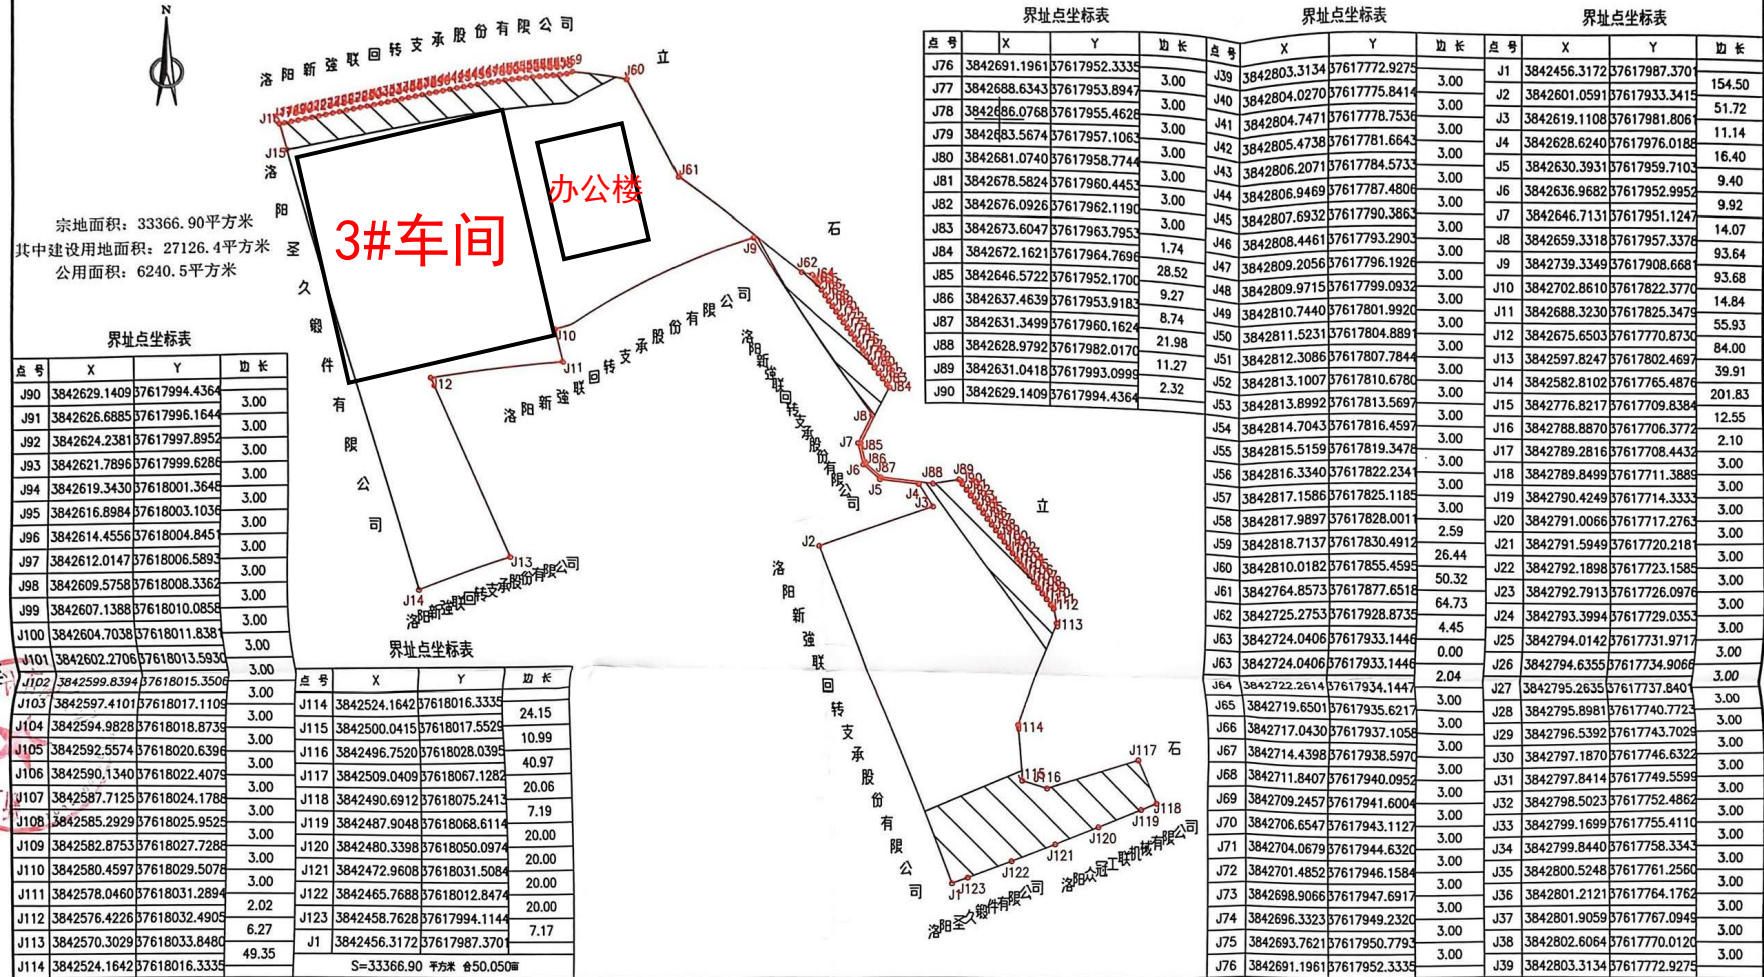 N
洛阳新强联回转支承股份有限公司
立
J60
J15
J61
洛阳圣久锻件有限公司
办公楼
3#车间
宗地面积：33366.90平方米
其中建设用地面积：27126.4平方米
公用面积：6240.5平方米
石
J9
J62
J10
J11
J12
洛阳新强联回转支承股份有限公司
洛阳新强联回转支承股份有限公司
J84
J8
J7
J85
J86
J6
J87
J5
J4
J88
J89
J3
立
J2
J13
J14
洛阳新强联回转支承股份有限公司
J112
J113
洛阳新强联回转支承股份有限公司
J114
J117
石
J118
J119
J120
J121
J122
J123
J1
洛阳众冠工联机械有限公司
洛阳圣久锻件有限公司
界址点坐标表
点号 X Y 边长
J90 3842629.1409 37617994.4364
3.00
J91 3842626.6885 37617996.1644
3.00
J92 3842624.2381 37617997.8952
3.00
J93 3842621.7896 37617999.6286
3.00
J94 3842619.3430 37618001.3648
3.00
J95 3842616.8984 37618003.1036
3.00
J96 3842614.4556 37618004.8451
3.00
J97 3842612.0147 37618006.5893
3.00
J98 3842609.5758 37618008.3362
3.00
J99 3842607.1388 37618010.0858
3.00
J100 3842604.7038 37618011.8381
3.00
J101 3842602.2706 37618013.5930
3.00
J102 3842599.8394 37618015.3506
3.00
J103 3842597.4101 37618017.1109
3.00
J104 3842594.9828 37618018.8739
3.00
J105 3842592.5574 37618020.6396
3.00
J106 3842590.1340 37618022.4079
3.00
J107 3842587.7125 37618024.1788
3.00
J108 3842585.2929 37618025.9525
3.00
J109 3842582.8753 37618027.7288
3.00
J110 3842580.4597 37618029.5078
3.00
J111 3842578.0460 37618031.2894
2.02
J112 3842576.4226 37618032.4905
6.27
J113 3842570.3029 37618033.8480
49.35
J114 3842524.1642 37618016.3335
界址点坐标表
点号 X Y 边长
J114 3842524.1642 37618016.3335
24.15
J115 3842500.0415 37618017.5529
10.99
J116 3842496.7520 37618028.0395
40.97
J117 3842509.0409 37618067.1282
20.06
J118 3842490.6912 37618075.2413
7.19
J119 3842487.9048 37618068.6114
20.00
J120 3842480.3398 37618050.0974
20.00
J121 3842472.9608 37618031.5084
20.00
J122 3842465.7688 37618012.8474
20.00
J123 3842458.7628 37617994.1144
7.17
J1 3842456.3172 37617987.3701
S=33366.90 平方米 合50.050亩
界址点坐标表
点号 X Y 边长
J76 3842691.1961 37617952.3335
3.00
J77 3842688.6343 37617953.8947
3.00
J78 3842686.0768 37617955.4628
3.00
J79 3842683.5674 37617957.1063
3.00
J80 3842681.0740 37617958.7744
3.00
J81 3842678.5824 37617960.4453
3.00
J82 3842676.0926 37617962.1190
3.00
J83 3842673.6047 37617963.7953
1.74
J84 3842672.1621 37617964.7696
28.52
J85 3842646.5722 37617952.1700
9.27
J86 3842637.4639 37617953.9183
8.74
J87 3842631.3499 37617960.1624
21.98
J88 3842628.9792 37617982.0170
11.27
J89 3842631.0418 37617993.0999
2.32
J90 3842629.1409 37617994.4364
界址点坐标表
点号 X Y 边长
J39 3842803.3134 37617772.9275
3.00
J40 3842804.0270 37617775.8414
3.00
J41 3842804.7471 37617778.7536
3.00
J42 3842805.4738 37617781.6643
3.00
J43 3842806.2071 37617784.5733
3.00
J44 3842806.9469 37617787.4806
3.00
J45 3842807.6932 37617790.3863
3.00
J46 3842808.4461 37617793.2903
3.00
J47 3842809.2056 37617796.1926
3.00
J48 3842809.9715 37617799.0932
3.00
J49 3842810.7440 37617801.9920
3.00
J50 3842811.5231 37617804.8891
3.00
J51 3842812.3086 37617807.7844
3.00
J52 3842813.1007 37617810.6780
3.00
J53 3842813.8992 37617813.5697
3.00
J54 3842814.7043 37617816.4597
3.00
J55 3842815.5159 37617819.3478
3.00
J56 3842816.3340 37617822.2341
3.00
J57 3842817.1586 37617825.1185
3.00
J58 3842817.9897 37617828.0011
2.59
J59 3842818.7137 37617830.4912
26.44
J60 3842810.0182 37617855.4595
50.32
J61 3842764.8573 37617877.6518
64.73
J62 3842725.2753 37617928.8735
4.45
J63 3842724.0406 37617933.1446
0.00
J63 3842724.0406 37617933.1446
2.04
J64 3842722.2614 37617934.1447
3.00
J65 3842719.6501 37617935.6217
3.00
J66 3842717.0430 37617937.1058
3.00
J67 3842714.4398 37617938.5970
3.00
J68 3842711.8407 37617940.0952
3.00
J69 3842709.2457 37617941.6004
3.00
J70 3842706.6547 37617943.1127
3.00
J71 3842704.0679 37617944.6320
3.00
J72 3842701.4852 37617946.1584
3.00
J73 3842698.9066 37617947.6917
3.00
J74 3842696.3323 37617949.2320
3.00
J75 3842693.7621 37617950.7793
3.00
J76 3842691.1961 37617952.3335
界址点坐标表
点号 X Y 边长
J1 3842456.3172 37617987.3701
154.50
J2 3842601.0591 37617933.3415
51.72
J3 3842619.1108 37617981.8061
11.14
J4 3842628.6240 37617976.0188
16.40
J5 3842630.3931 37617959.7103
9.40
J6 3842636.9682 37617952.9952
9.92
J7 3842646.7131 37617951.1247
14.07
J8 3842659.3318 37617957.3378
93.64
J9 3842739.3349 37617908.6681
93.68
J10 3842702.8610 37617822.3770
14.84
J11 3842688.3230 37617825.3479
55.93
J12 3842675.6503 37617770.8730
84.00
J13 3842597.8247 37617802.4697
39.91
J14 3842582.8102 37617765.4876
201.83
J15 3842776.8217 37617709.8384
12.55
J16 3842788.8870 37617706.3772
2.10
J17 3842789.2816 37617708.4432
3.00
J18 3842789.8499 37617711.3889
3.00
J19 3842790.4249 37617714.3333
3.00
J20 3842791.0066 37617717.2763
3.00
J21 3842791.5949 37617720.2181
3.00
J22 3842792.1898 37617723.1585
3.00
J23 3842792.7913 37617726.0976
3.00
J24 3842793.3994 37617729.0353
3.00
J25 3842794.0142 37617731.9717
3.00
J26 3842794.6355 37617734.9066
3.00
J27 3842795.2635 37617737.8401
3.00
J28 3842795.8981 37617740.7723
3.00
J29 3842796.5392 37617743.7029
3.00
J30 3842797.1870 37617746.6322
3.00
J31 3842797.8414 37617749.5599
3.00
J32 3842798.5023 37617752.4862
3.00
J33 3842799.1699 37617755.4110
3.00
J34 3842799.8440 37617758.3343
3.00
J35 3842800.5248 37617761.2560
3.00
J36 3842801.2121 37617764.1762
3.00
J37 3842801.9059 37617767.0949
3.00
J38 3842802.6064 37617770.0120
3.00
J39 3842803.3134 37617772.9275